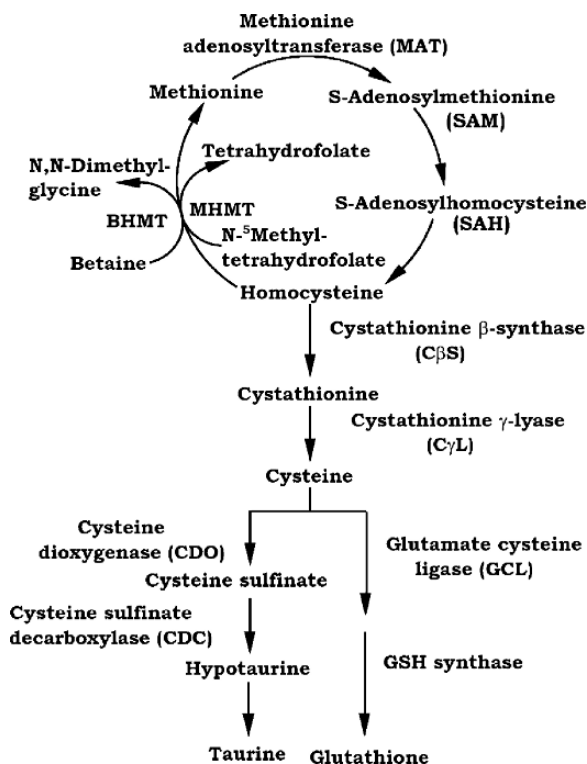 Methionine
adenosyltransferase (MAT)
Methionine
S-Adenosylmethionine
(SAM)
Tetrahydrofolate
N,N-Dimethyl-
glycine
S-Adenosylhomocysteine
(SAH)
BHMT
MHMT
N-⁵Methyl-
tetrahydrofolate
Betaine
Homocysteine
Cystathionine β-synthase
(CβS)
Cystathionine
Cystathionine γ-lyase
(CγL)
Cysteine
Cysteine
dioxygenase (CDO)
Glutamate cysteine
ligase (GCL)
Cysteine sulfinate
Cysteine sulfinate
decarboxylase (CDC)
Hypotaurine
GSH synthase
Taurine
Glutathione